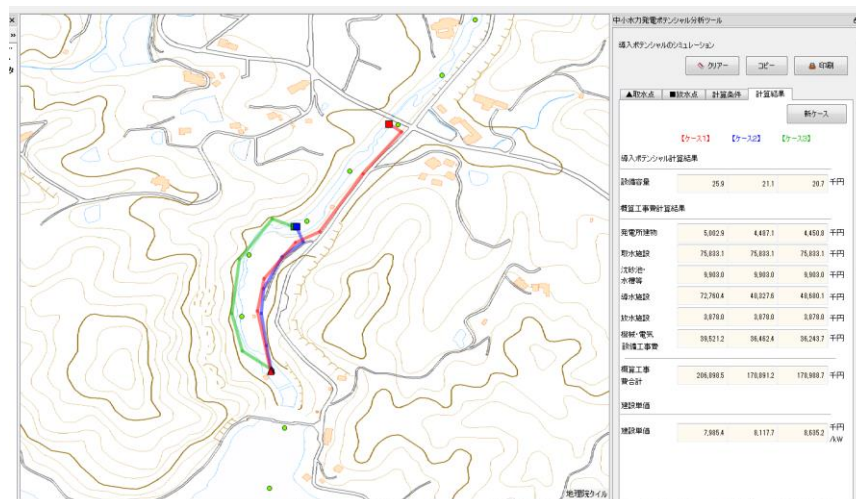 中小水力発電ポテンシャル分析ツール
導入ポテンシャルのシミュレーション
クリアー コピー 印刷
▲取水点 ■放水点 計算条件 計算結果
新ケース
【ケース1】 【ケース2】 【ケース3】
導入ポテンシャル計算結果
設備容量 25.9 21.1 20.7 千円
概算工事費計算結果
発電所建物 5,002.9 4,487.1 4,450.8 千円
取水施設 75,833.1 75,833.1 75,833.1 千円
沈砂池・
水槽等 9,903.0 9,903.0 9,903.0 千円
導水施設 72,760.4 40,327.6 48,600.1 千円
放水施設 3,878.0 3,878.0 3,878.0 千円
機械・電気
設備工事費 39,521.2 36,462.4 36,243.7 千円
概算工事
費合計 206,898.5 170,891.2 178,908.7 千円
建設単価
建設単価 7,985.4 8,117.7 8,635.2 千円
/kW
地理院タイル